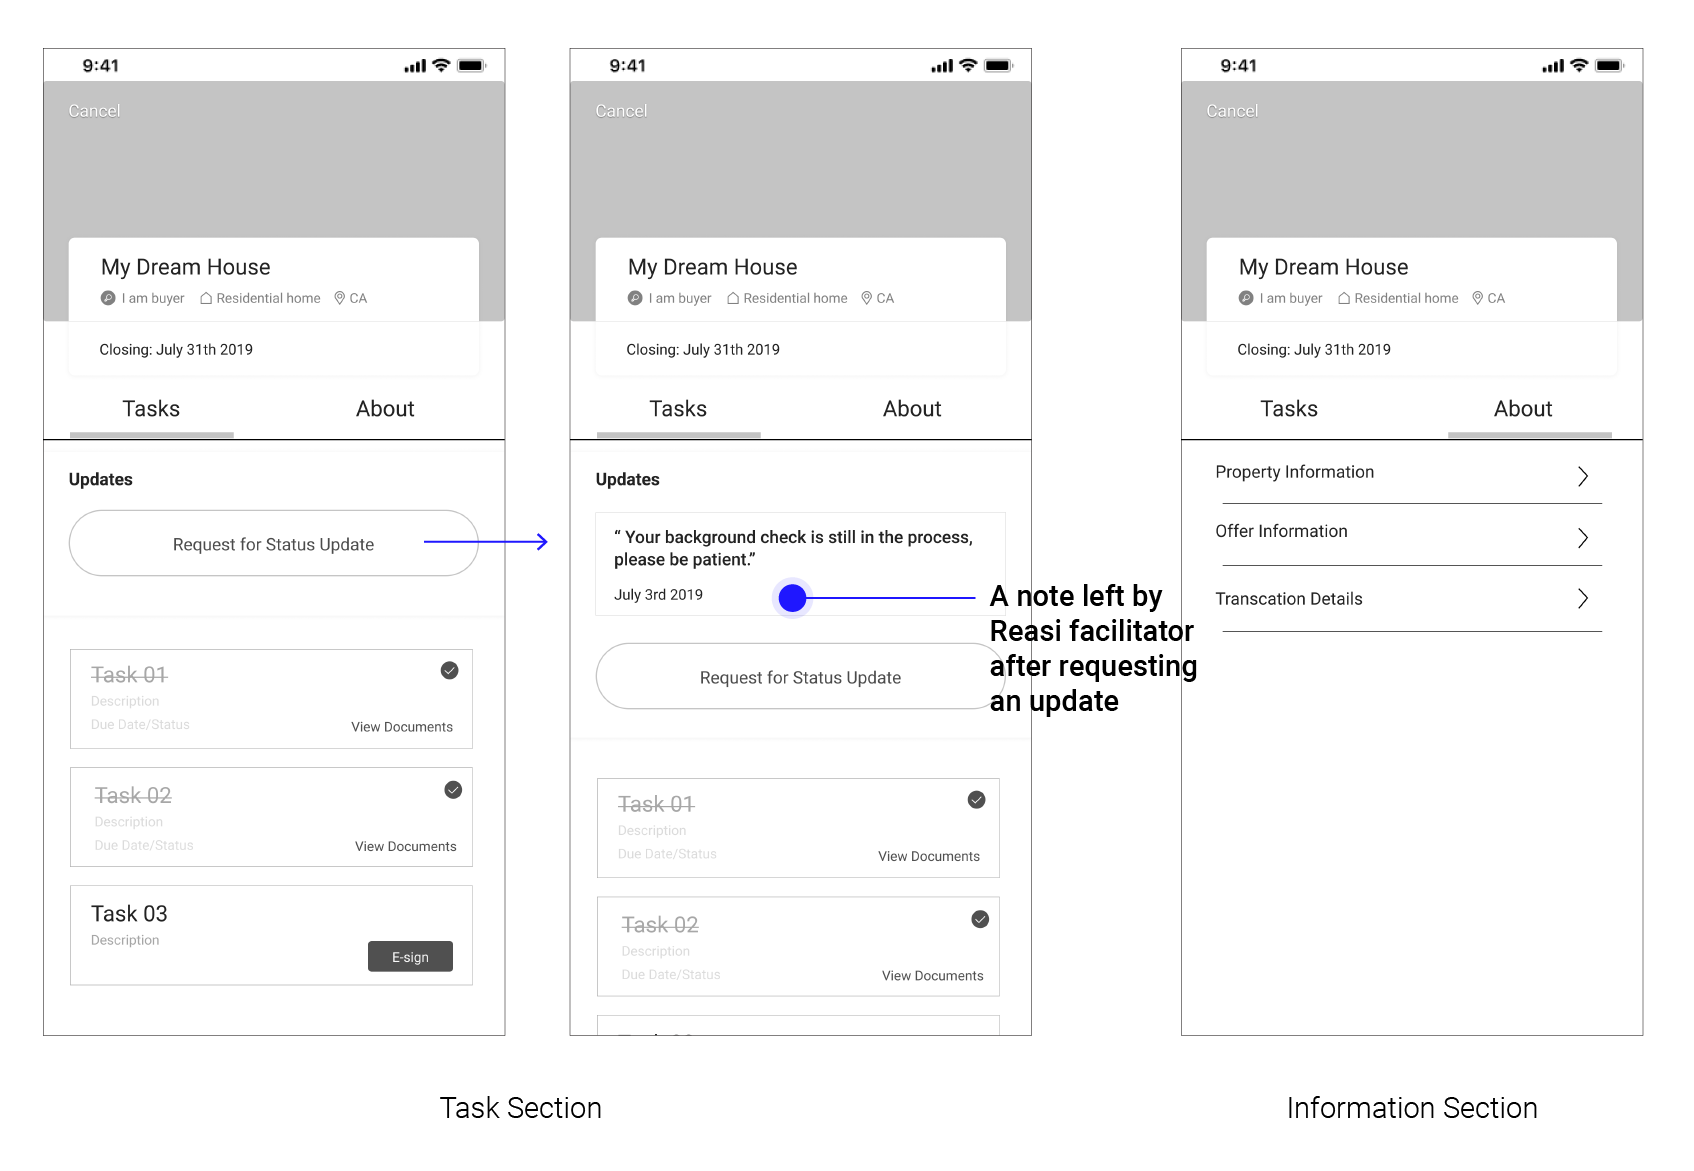 9:41
Cancel
My Dream House
I am buyer Residential home CA
Closing: July 31th 2019
Tasks About
Updates
Request for Status Update
Task 01
Description
Due Date/Status
View Documents
Task 02
Description
Due Date/Status
View Documents
Task 03
Description
E-sign
9:41
Cancel
My Dream House
I am buyer Residential home CA
Closing: July 31th 2019
Tasks About
Updates
“ Your background check is still in the process,
please be patient.”
July 3rd 2019
A note left by
Reasi facilitator
after requesting
an update
Request for Status Update
Task 01
Description
Due Date/Status
View Documents
Task 02
Description
Due Date/Status
View Documents
Task Section
9:41
Cancel
My Dream House
I am buyer Residential home CA
Closing: July 31th 2019
Tasks About
Property Information
Offer Information
Transcation Details
Information Section